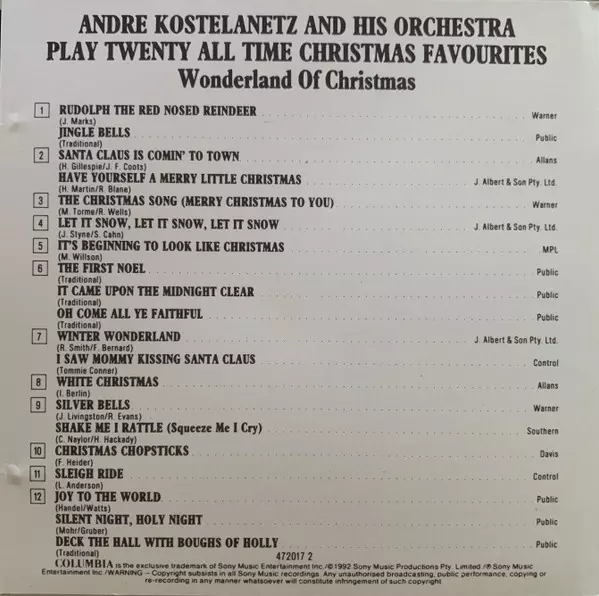 ANDRE KOSTELANETZ AND HIS ORCHESTRA
PLAY TWENTY ALL TIME CHRISTMAS FAVOURITES
Wonderland Of Christmas
1 RUDOLPH THE RED NOSED REINDEER Warner
(J. Marks)
JINGLE BELLS Public
(Traditional)
2 SANTA CLAUS IS COMIN' TO TOWN Allans
(H. Gillespie/J. F. Coots)
HAVE YOURSELF A MERRY LITTLE CHRISTMAS J. Albert & Son Pty. Ltd.
(H. Martin/R. Blane)
3 THE CHRISTMAS SONG (MERRY CHRISTMAS TO YOU) Warner
(M. Torme/R. Wells)
4 LET IT SNOW, LET IT SNOW, LET IT SNOW J. Albert & Son Pty. Ltd.
(J. Styne/S. Cahn)
5 IT'S BEGINNING TO LOOK LIKE CHRISTMAS MPL
(M. Willson)
6 THE FIRST NOEL Public
(Traditional)
IT CAME UPON THE MIDNIGHT CLEAR Public
(Traditional)
OH COME ALL YE FAITHFUL Public
(Traditional)
7 WINTER WONDERLAND J. Albert & Son Pty. Ltd.
(R. Smith/F. Bernard)
I SAW MOMMY KISSING SANTA CLAUS Control
(Tommie Conner)
8 WHITE CHRISTMAS Allans
(I. Berlin)
9 SILVER BELLS Warner
(J. Livingston/R. Evans)
SHAKE ME I RATTLE (Squeeze Me I Cry) Southern
(C. Naylor/H. Hackady)
10 CHRISTMAS CHOPSTICKS Davis
(F. Heider)
11 SLEIGH RIDE Control
(L. Anderson)
12 JOY TO THE WORLD Public
(Handel/Watts)
SILENT NIGHT, HOLY NIGHT Public
(Mohr/Gruber)
DECK THE HALL WITH BOUGHS OF HOLLY Public
(Traditional) 472017 2
COLUMBIA is the exclusive trademark of Sony Music Entertainment Inc./©1992 Sony Music Productions Pty. Limited./℗ Sony Music
Entertainment Inc./WARNING – Copyright subsists in all Sony Music recordings. Any unauthorised broadcasting, public performance, copying or
re-recording in any manner whatsoever will constitute infringement of such copyright.